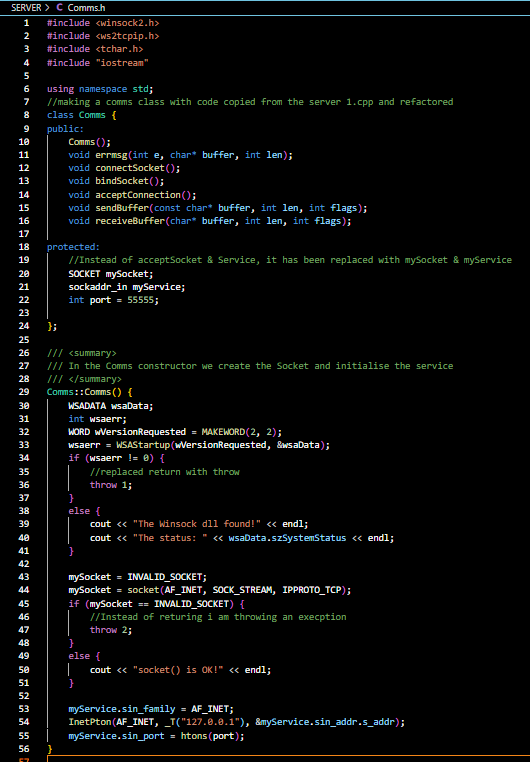 SERVER > C Comms.h
1 #include <winsock2.h>
2 #include <ws2tcpip.h>
3 #include <tchar.h>
4 #include "iostream"
5
6 using namespace std;
7 //making a comms class with code copied from the server 1.cpp and refactored
8 class Comms {
9 public:
10 Comms();
11 void errmsg(int e, char* buffer, int len);
12 void connectSocket();
13 void bindSocket();
14 void acceptConnection();
15 void sendBuffer(const char* buffer, int len, int flags);
16 void receiveBuffer(char* buffer, int len, int flags);
17
18 protected:
19 //Instead of acceptSocket & Service, it has been replaced with mySocket & myService
20 SOCKET mySocket;
21 sockaddr_in myService;
22 int port = 55555;
23
24 };
25
26 /// <summary>
27 /// In the Comms constructor we create the Socket and initialise the service
28 /// </summary>
29 Comms::Comms() {
30 WSADATA wsaData;
31 int wsaerr;
32 WORD wVersionRequested = MAKEWORD(2, 2);
33 wsaerr = WSAStartup(wVersionRequested, &wsaData);
34 if (wsaerr != 0) {
35 //replaced return with throw
36 throw 1;
37 }
38 else {
39 cout << "The Winsock dll found!" << endl;
40 cout << "The status: " << wsaData.szSystemStatus << endl;
41 }
42
43 mySocket = INVALID_SOCKET;
44 mySocket = socket(AF_INET, SOCK_STREAM, IPPROTO_TCP);
45 if (mySocket == INVALID_SOCKET) {
46 //Instead of returing i am throwing an execption
47 throw 2;
48 }
49 else {
50 cout << "socket() is OK!" << endl;
51 }
52
53 myService.sin_family = AF_INET;
54 InetPton(AF_INET, _T("127.0.0.1"), &myService.sin_addr.s_addr);
55 myService.sin_port = htons(port);
56 }
57